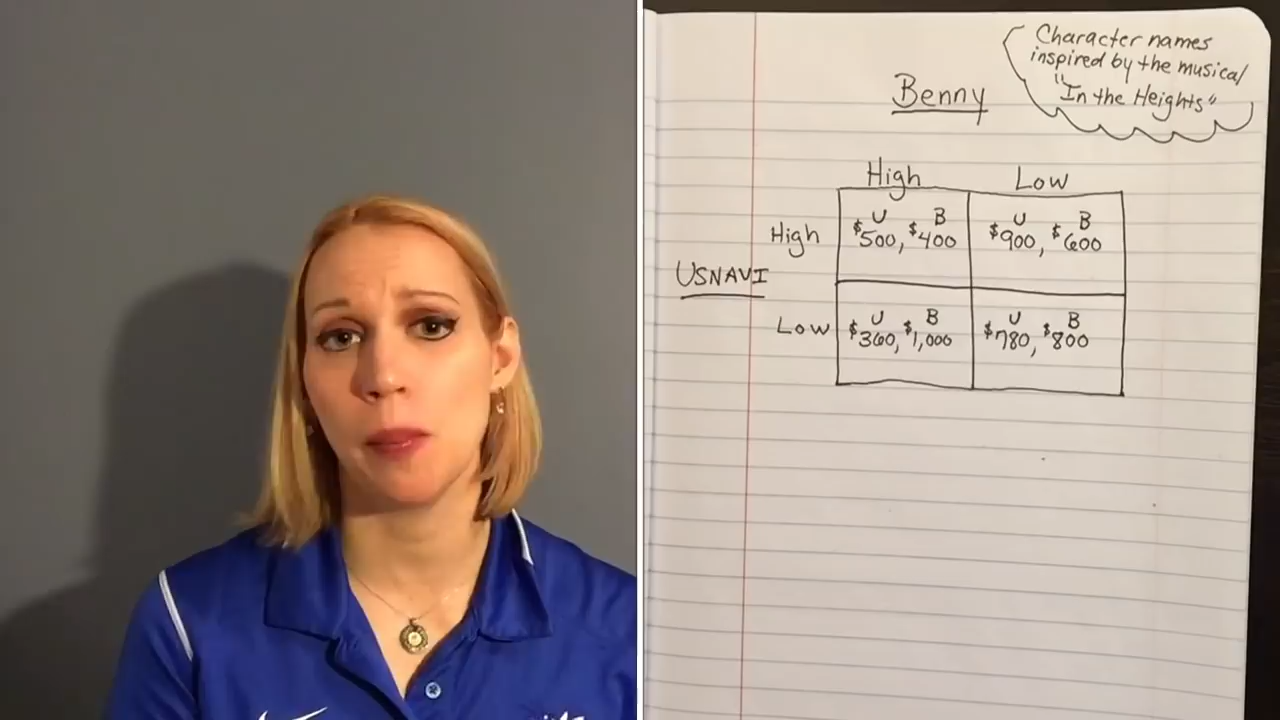 Character names
inspired by the musical
"In the Heights"
Benny
High Low
U B U B
High $500, $400 $900, $600
USNAVI
U B U B
Low $360, $1,000 $780, $800